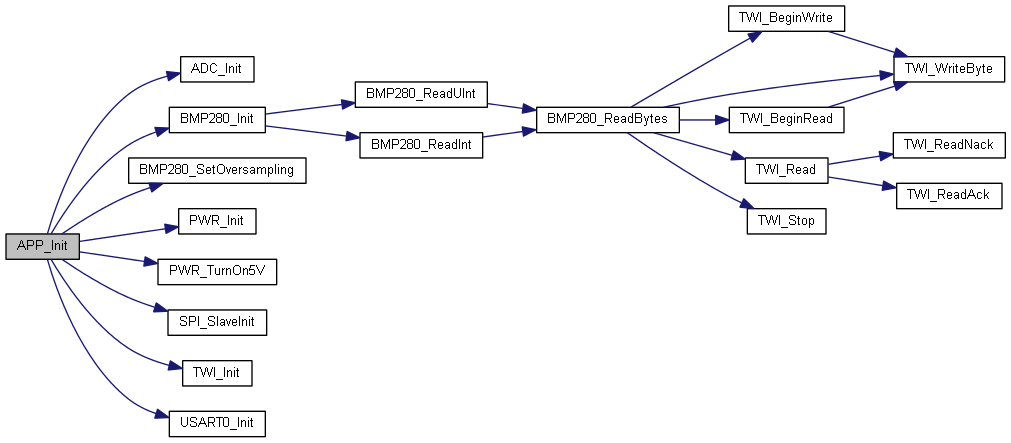 APP_Init
ADC_Init
BMP280_Init
BMP280_SetOversampling
PWR_Init
PWR_TurnOn5V
SPI_SlaveInit
TWI_Init
USART0_Init
BMP280_ReadUInt
BMP280_ReadInt
BMP280_ReadBytes
TWI_BeginWrite
TWI_BeginRead
TWI_Read
TWI_Stop
TWI_WriteByte
TWI_ReadNack
TWI_ReadAck